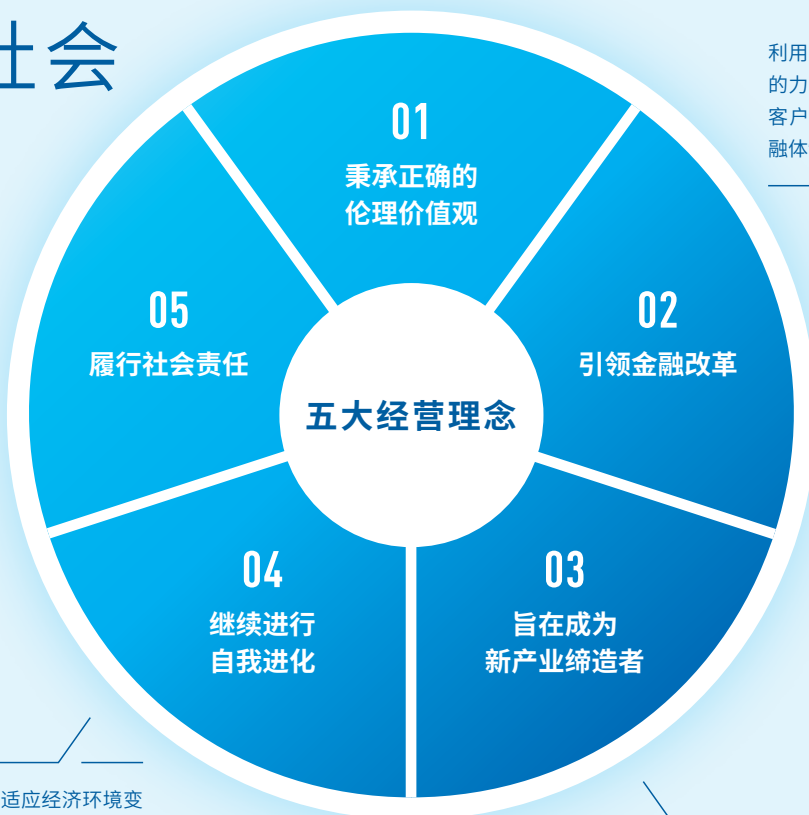 社会
利用
的力
客户
融体
01
秉承正确的
伦理价值观
02
引领金融改革
03
旨在成为
新产业缔造者
04
继续进行
自我进化
05
履行社会责任
五大经营理念
适应经济环境变